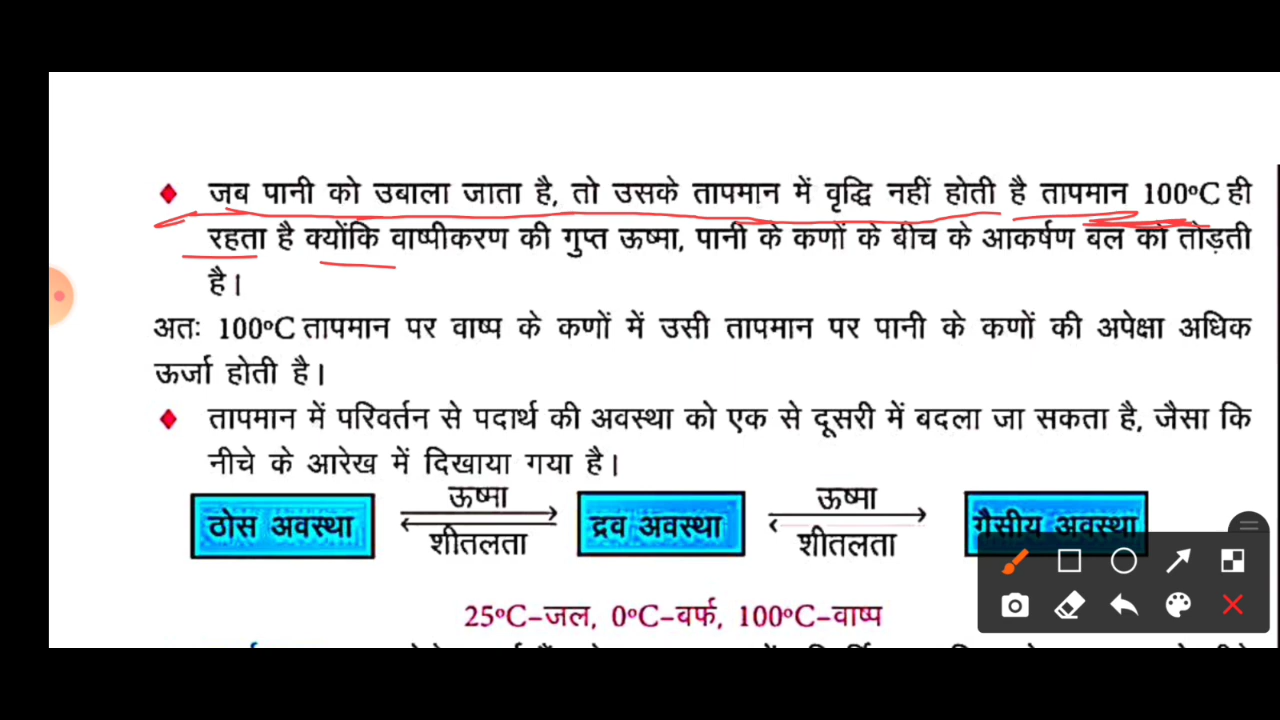 जब पानी को उबाला जाता है, तो उसके तापमान में वृद्धि नहीं होती है तापमान 100°C ही
रहता है क्योंकि वाष्पीकरण की गुप्त ऊष्मा, पानी के कणों के बीच के आकर्षण बल को तोड़ती
है।
अतः 100°C तापमान पर वाष्प के कणों में उसी तापमान पर पानी के कणों की अपेक्षा अधिक
ऊर्जा होती है।
तापमान में परिवर्तन से पदार्थ की अवस्था को एक से दूसरी में बदला जा सकता है, जैसा कि
नीचे के आरेख में दिखाया गया है।
ऊष्मा ऊष्मा
ठोस अवस्था द्रव अवस्था गैसीय अवस्था
शीतलता शीतलता
25°C–जल, 0°C–बर्फ, 100°C–वाष्प